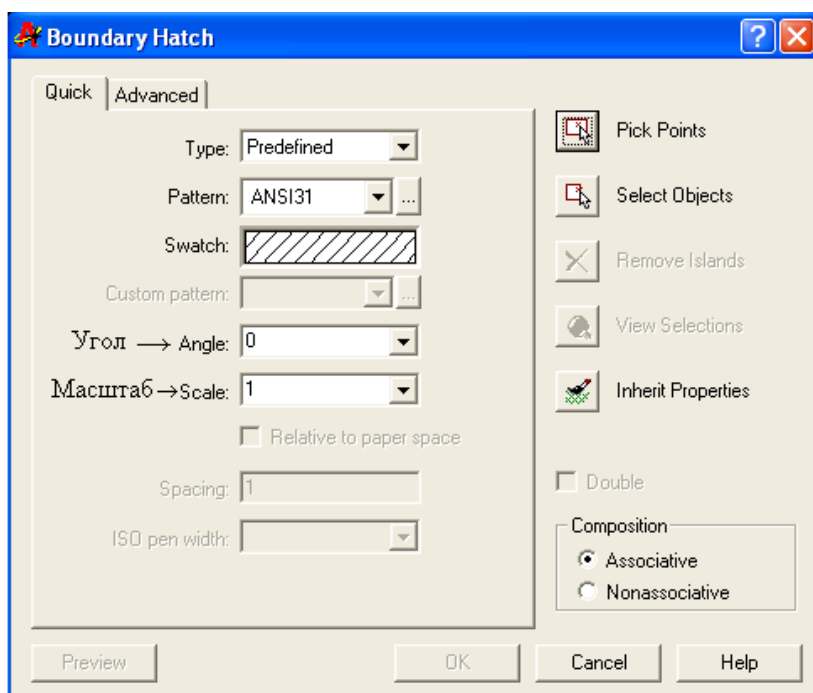 Boundary Hatch
Quick Advanced
Type: Predefined
Pattern: ANSI31 ...
Swatch:
Custom pattern: ...
Угол → Angle: 0
Масштаб → Scale: 1
Relative to paper space
Spacing: 1
ISO pen width:
Pick Points
Select Objects
Remove Islands
View Selections
Inherit Properties
Double
Composition
Associative
Nonassociative
Preview OK Cancel Help